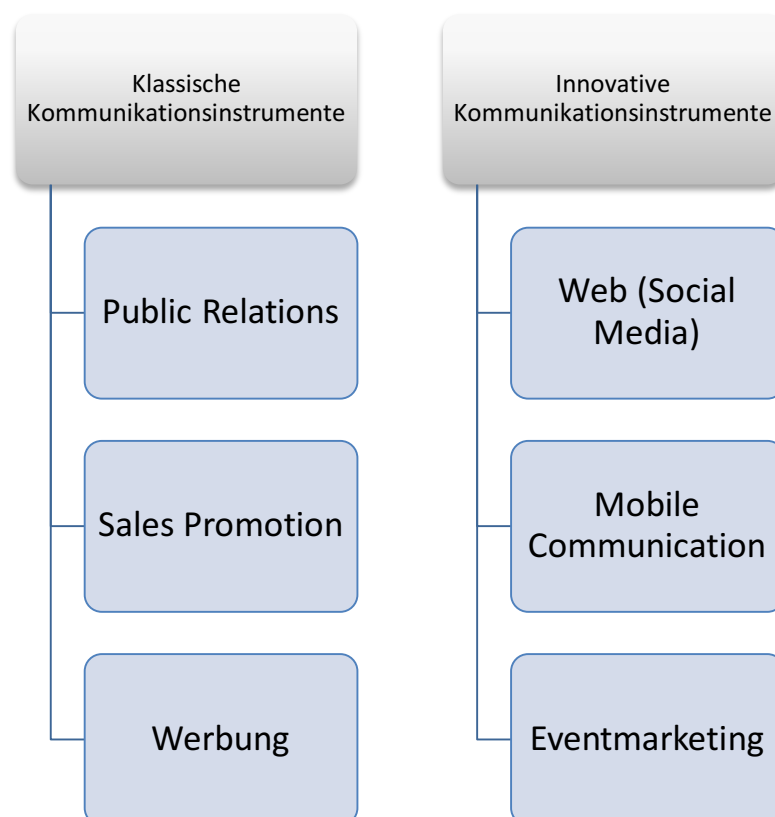 Klassische
Kommunikationsinstrumente
Public Relations
Sales Promotion
Werbung
Innovative
Kommunikationsinstrumente
Web (Social
Media)
Mobile
Communication
Eventmarketing